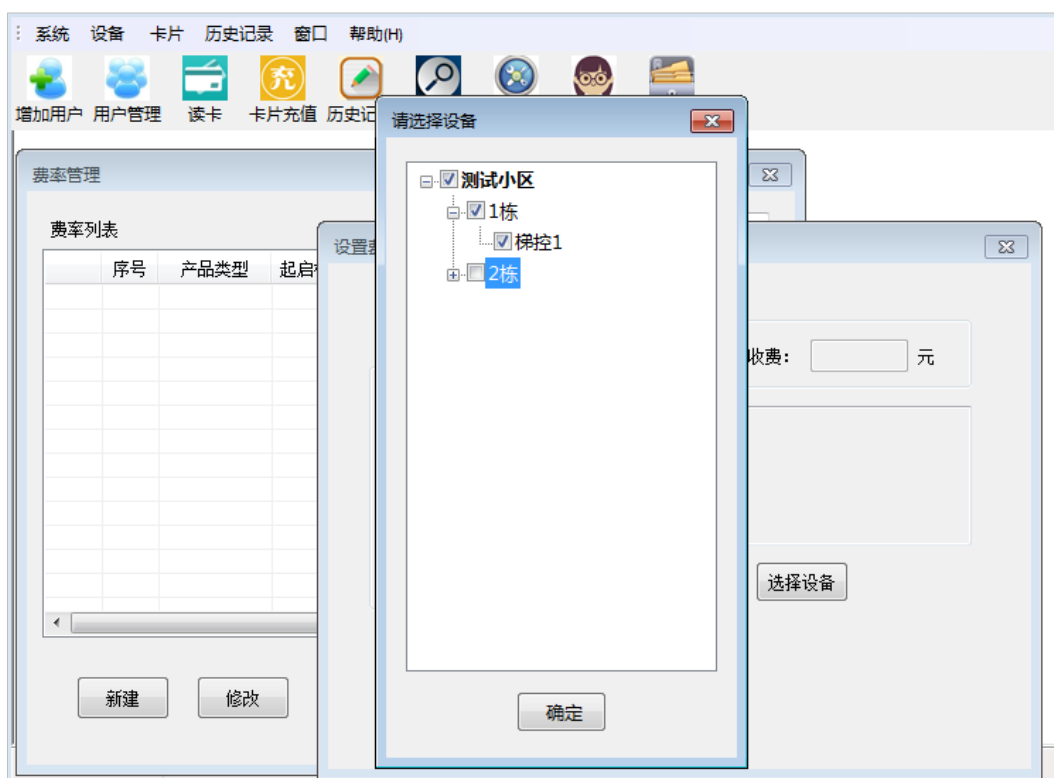 系统 设备 卡片 历史记录 窗口 帮助(H)
充
增加用户 用户管理 读卡 卡片充值 历史记
请选择设备
费率管理
测试小区
1栋
费率列表
设置费
梯控1
序号 产品类型 起启
2栋
收费: 元
选择设备
新建 修改
确定